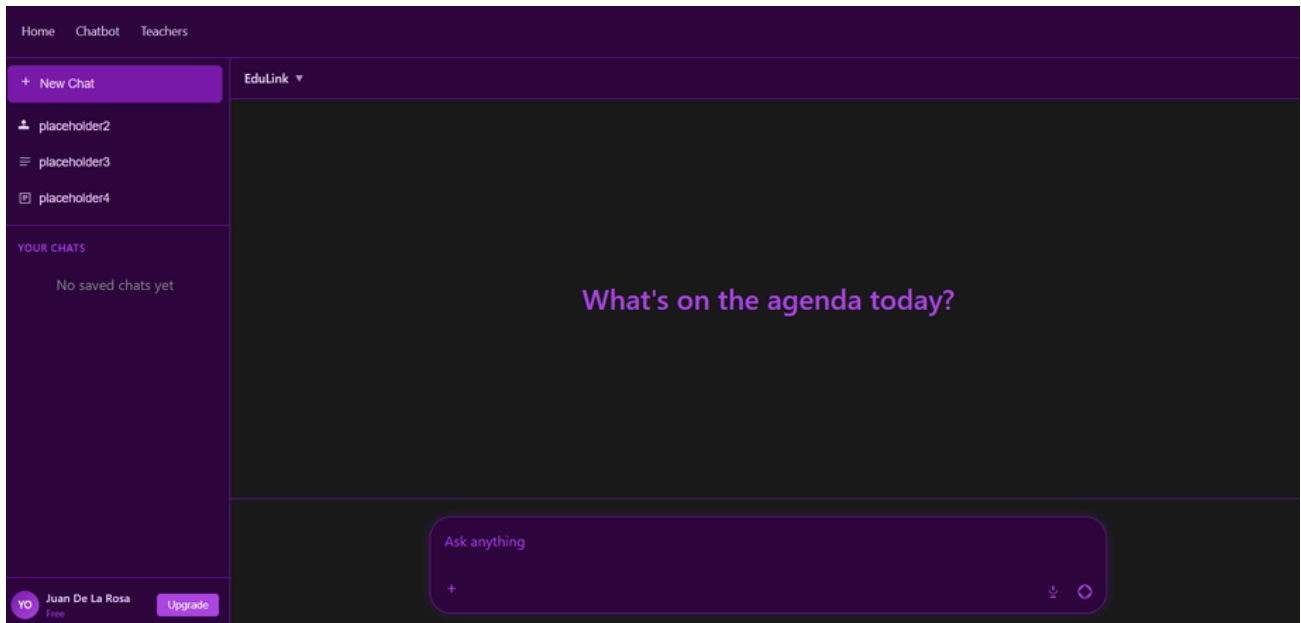 Home Chatbot Teachers
+ New Chat
placeholder2
placeholder3
placeholder4
YOUR CHATS
No saved chats yet
YO Juan De La Rosa
Free
Upgrade
EduLink ▼
What's on the agenda today?
Ask anything
+